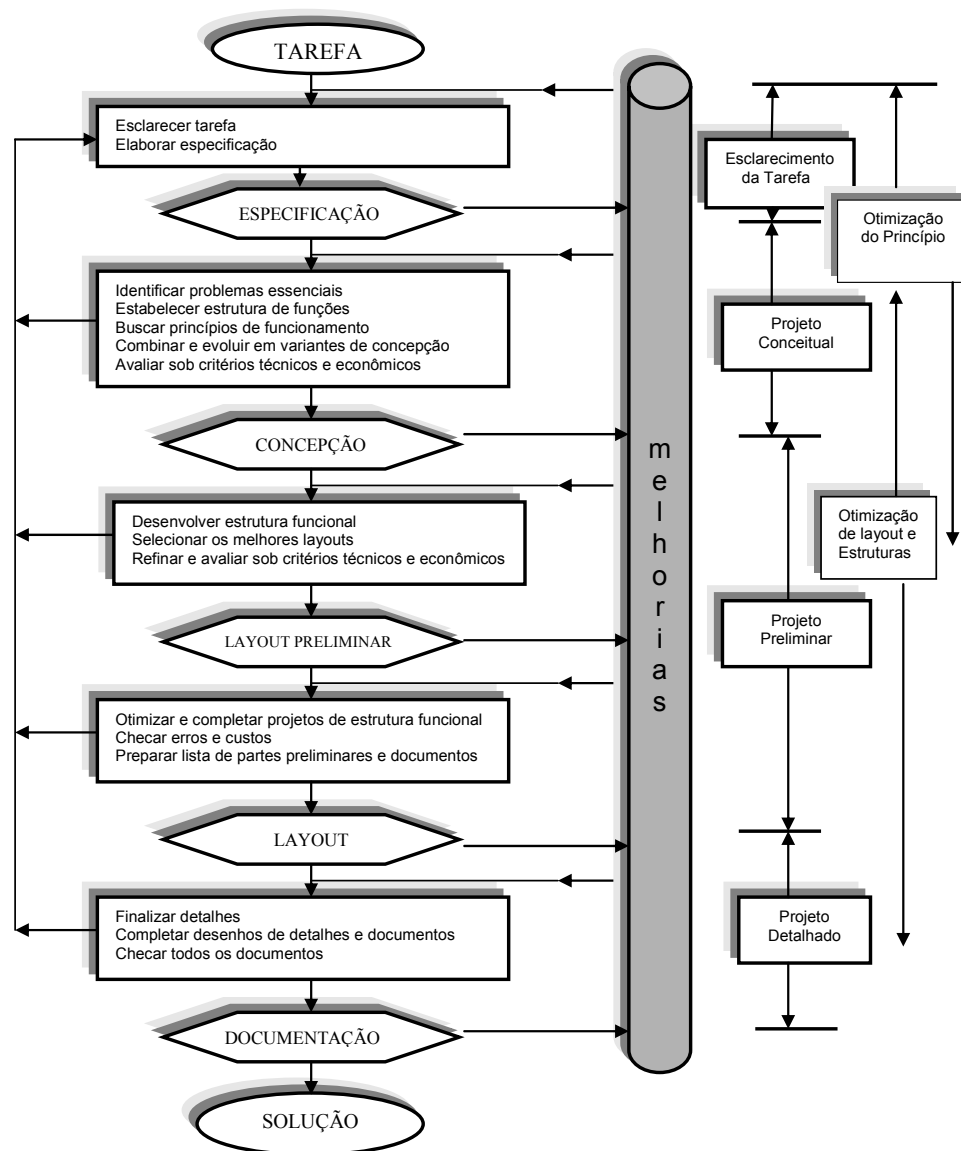 TAREFA
Esclarecer tarefa
Elaborar especificação
ESPECIFICAÇÃO
Identificar problemas essenciais
Estabelecer estrutura de funções
Buscar princípios de funcionamento
Combinar e evoluir em variantes de concepção
Avaliar sob critérios técnicos e econômicos
CONCEPÇÃO
Desenvolver estrutura funcional
Selecionar os melhores layouts
Refinar e avaliar sob critérios técnicos e econômicos
LAYOUT PRELIMINAR
Otimizar e completar projetos de estrutura funcional
Checar erros e custos
Preparar lista de partes preliminares e documentos
LAYOUT
Finalizar detalhes
Completar desenhos de detalhes e documentos
Checar todos os documentos
DOCUMENTAÇÃO
SOLUÇÃO
melhorias
Esclarecimento
da Tarefa
Otimização
do Princípio
Projeto
Conceitual
Otimização
de layout e
Estruturas
Projeto
Preliminar
Projeto
Detalhado